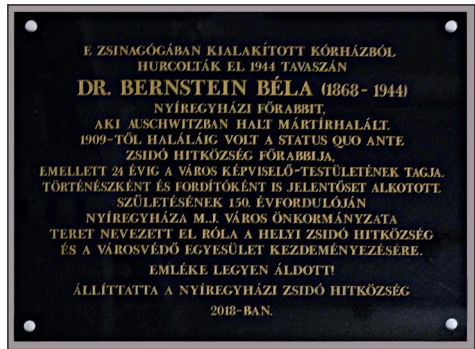 E ZSINAGÓGÁBAN KIALAKÍTOTT KÓRHÁZBÓL
HURCOLTÁK EL 1944 TAVASZÁN
DR. BERNSTEIN BÉLA (1868-1944)
NYÍREGYHÁZI FŐRABBIT,
AKI AUSCHWITZBAN HALT MÁRTÍRHALÁLT.
1909-TŐL HALÁLÁIG VOLT A STATUS QUO ANTE
ZSIDÓ HITKÖZSÉG FŐRABBIJA,
EMELLETT 24 ÉVIG A VÁROS KÉPVISELŐ-TESTÜLETÉNEK TAGJA.
TÖRTÉNÉSZKÉNT ÉS FORDÍTÓKÉNT IS JELENTŐSET ALKOTOTT.
SZÜLETÉSÉNEK 150. ÉVFORDULÓJÁN
NYÍREGYHÁZA M.J. VÁROS ÖNKORMÁNYZATA
TERET NEVEZETT EL RÓLA A HELYI ZSIDÓ HITKÖZSÉG
ÉS A VÁROSVÉDŐ EGYESÜLET KEZDEMÉNYEZÉSÉRE.
EMLÉKE LEGYEN ÁLDOTT!
ÁLLÍTTATTA A NYÍREGYHÁZI ZSIDÓ HITKÖZSÉG
2018-BAN.